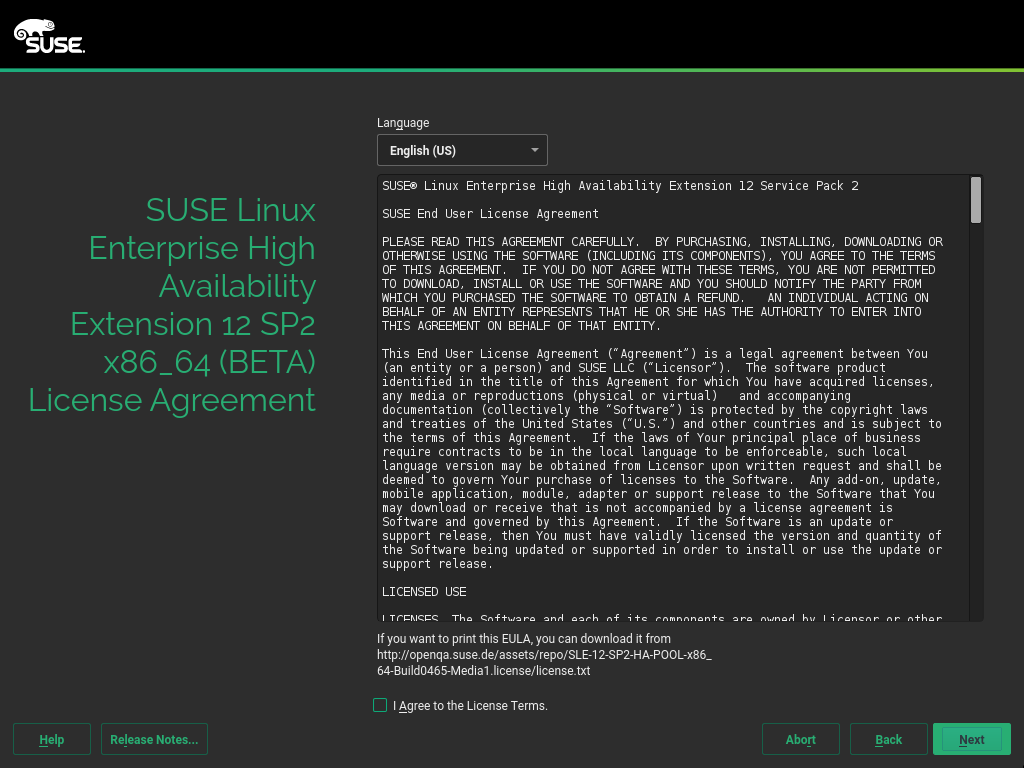 SUSE
Language
English (US)
SUSE Linux
Enterprise High
Availability
Extension 12 SP2
x86_64 (BETA)
License Agreement
SUSE® Linux Enterprise High Availability Extension 12 Service Pack 2
SUSE End User License Agreement
PLEASE READ THIS AGREEMENT CAREFULLY.  BY PURCHASING, INSTALLING, DOWNLOADING OR
OTHERWISE USING THE SOFTWARE (INCLUDING ITS COMPONENTS), YOU AGREE TO THE TERMS
OF THIS AGREEMENT.  IF YOU DO NOT AGREE WITH THESE TERMS, YOU ARE NOT PERMITTED
TO DOWNLOAD, INSTALL OR USE THE SOFTWARE AND YOU SHOULD NOTIFY THE PARTY FROM
WHICH YOU PURCHASED THE SOFTWARE TO OBTAIN A REFUND.   AN INDIVIDUAL ACTING ON
BEHALF OF AN ENTITY REPRESENTS THAT HE OR SHE HAS THE AUTHORITY TO ENTER INTO
THIS AGREEMENT ON BEHALF OF THAT ENTITY.
This End User License Agreement (“Agreement”) is a legal agreement between You
(an entity or a person) and SUSE LLC (“Licensor”).  The software product
identified in the title of this Agreement for which You have acquired licenses,
any media or reproductions (physical or virtual)   and accompanying
documentation (collectively the “Software”) is protected by the copyright laws
and treaties of the United States (“U.S.”) and other countries and is subject to
the terms of this Agreement.  If the laws of Your principal place of business
require contracts to be in the local language to be enforceable, such local
language version may be obtained from Licensor upon written request and shall be
deemed to govern Your purchase of licenses to the Software.  Any add-on, update,
mobile application, module, adapter or support release to the Software that You
may download or receive that is not accompanied by a license agreement is
Software and governed by this Agreement.  If the Software is an update or
support release, then You must have validly licensed the version and quantity of
the Software being updated or supported in order to install or use the update or
support release.
LICENSED USE
LICENSES  The Software and each of its components are owned by Licensor or other
If you want to print this EULA, you can download it from
http://openqa.suse.de/assets/repo/SLE-12-SP2-HA-POOL-x86_
64-Build0465-Media1.license/license.txt
I Agree to the License Terms.
Help
Release Notes...
Abort
Back
Next